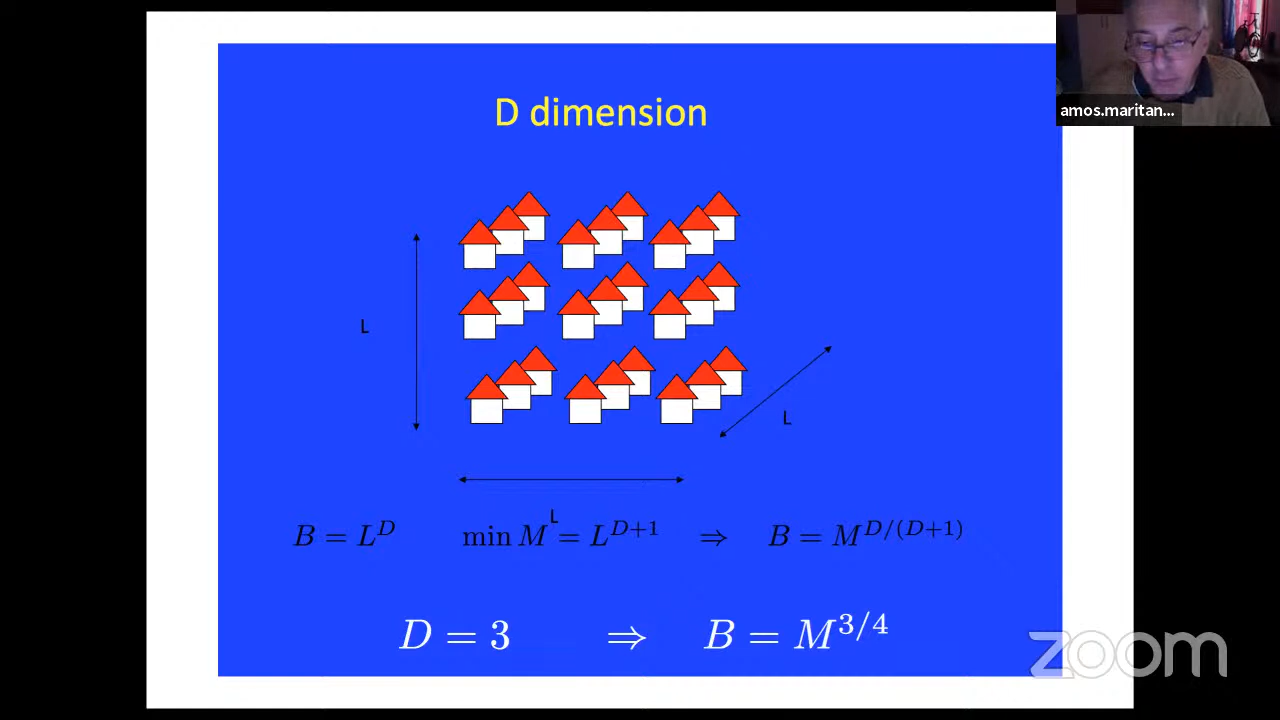 D dimension
amos.maritan...
L
L
L
B = L^D min M = L^{D+1} ⇒ B = M^{D/(D+1)}
D = 3 ⇒ B = M^{3/4}
zoom